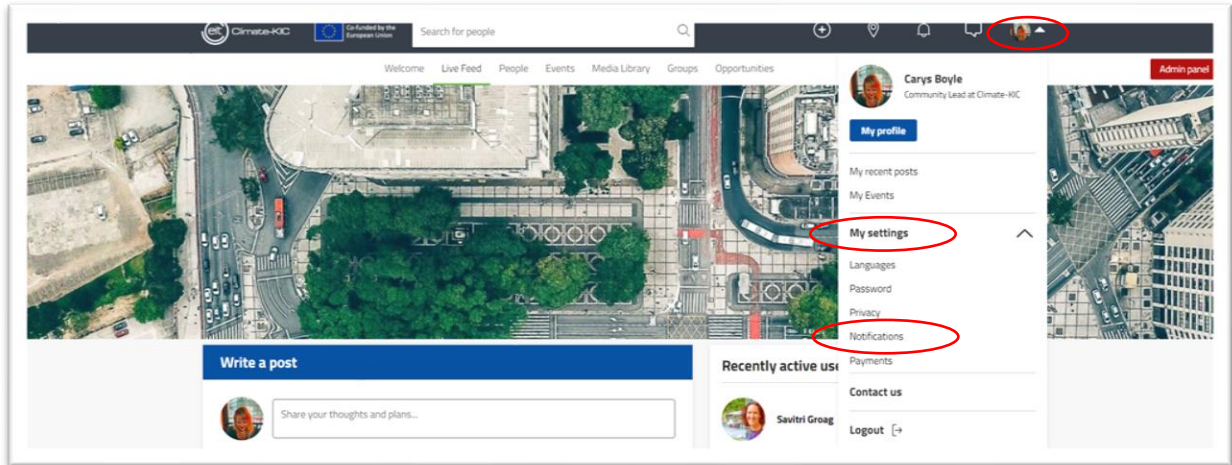 eit Climate-KIC
Co-funded by the
European Union
Search for people
Welcome Live Feed People Events Media Library Groups Opportunities
Admin panel
Carys Boyle
Community Lead at Climate-KIC
My profile
My recent posts
My Events
My settings
Languages
Password
Privacy
Notifications
Payments
Contact us
Logout
Write a post
Share your thoughts and plans...
Recently active use
Savitri Groag